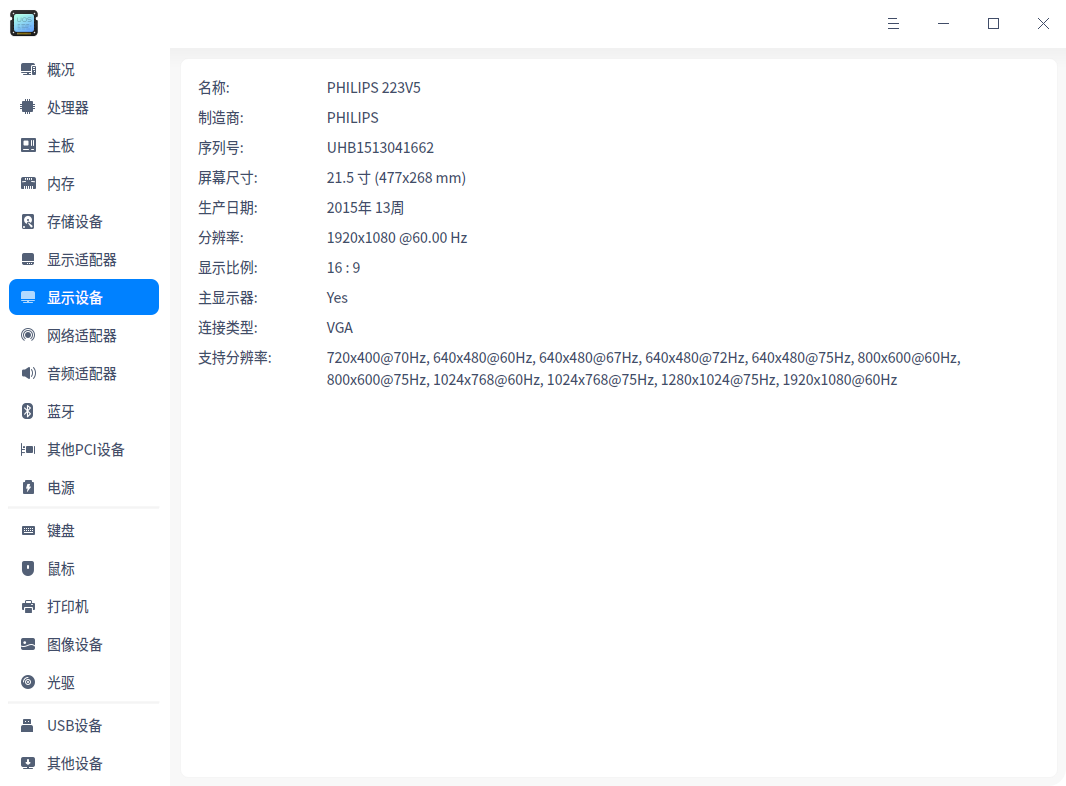 概况
处理器
主板
内存
存储设备
显示适配器
显示设备
网络适配器
音频适配器
蓝牙
其他PCI设备
电源
键盘
鼠标
打印机
图像设备
光驱
USB设备
其他设备
名称: PHILIPS 223V5
制造商: PHILIPS
序列号: UHB1513041662
屏幕尺寸: 21.5 寸 (477x268 mm)
生产日期: 2015年 13周
分辨率: 1920x1080 @60.00 Hz
显示比例: 16 : 9
主显示器: Yes
连接类型: VGA
支持分辨率: 720x400@70Hz, 640x480@60Hz, 640x480@67Hz, 640x480@72Hz, 640x480@75Hz, 800x600@60Hz,
800x600@75Hz, 1024x768@60Hz, 1024x768@75Hz, 1280x1024@75Hz, 1920x1080@60Hz